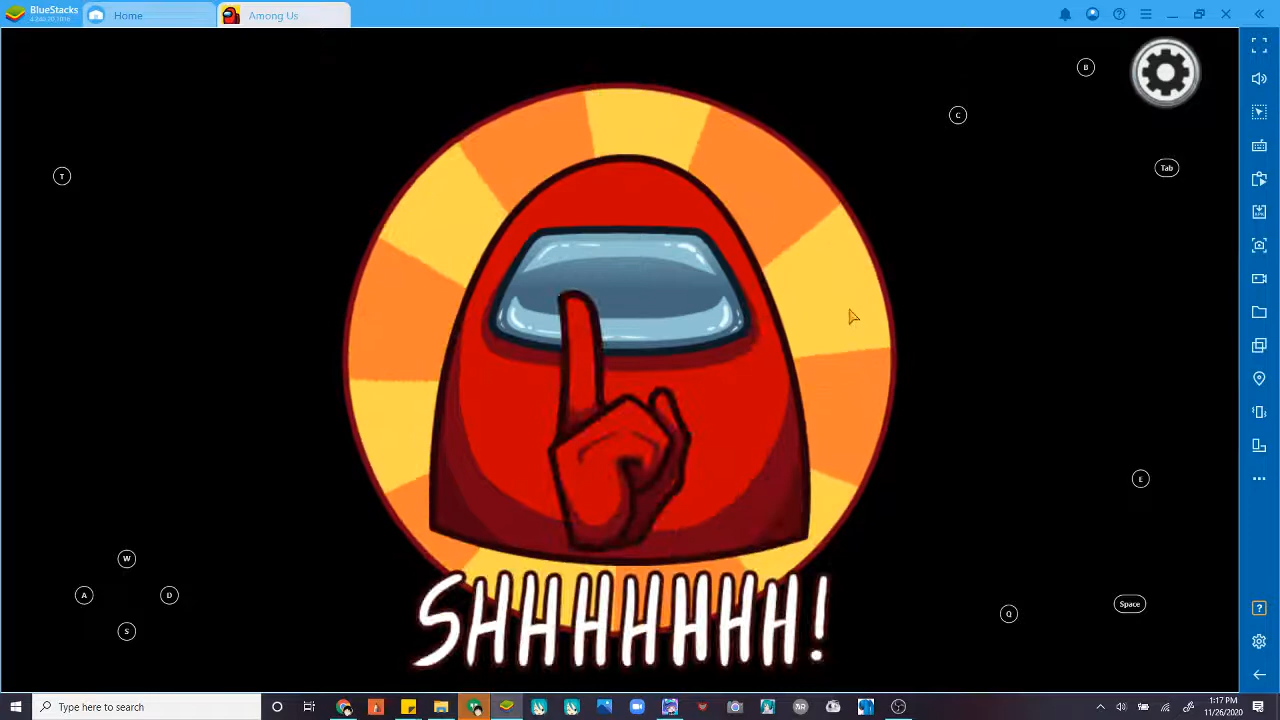 BlueStacks
Home
Among Us
B
C
T
Tab
E
W
A
D
S
Q
Space
SHHHHHHH!
Type here to search
1:17 PM
11/26/2020